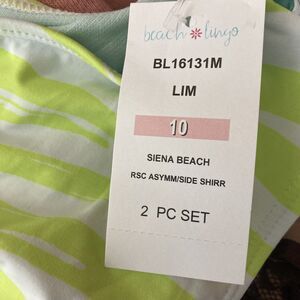 beach lingo
BL16131M
LIM
10
SIENA BEACH
RSC ASYMM/SIDE SHIRR
2 PC SET